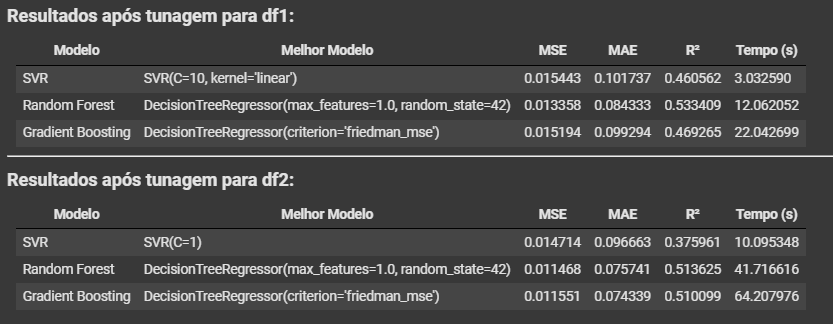 Resultados após tunagem para df1:
Modelo Melhor Modelo MSE MAE R² Tempo (s)
SVR SVR(C=10, kernel='linear') 0.015443 0.101737 0.460562 3.032590
Random Forest DecisionTreeRegressor(max_features=1.0, random_state=42) 0.013358 0.084333 0.533409 12.062052
Gradient Boosting DecisionTreeRegressor(criterion='friedman_mse') 0.015194 0.099294 0.469265 22.042699
Resultados após tunagem para df2:
Modelo Melhor Modelo MSE MAE R² Tempo (s)
SVR SVR(C=1) 0.014714 0.096663 0.375961 10.095348
Random Forest DecisionTreeRegressor(max_features=1.0, random_state=42) 0.011468 0.075741 0.513625 41.716616
Gradient Boosting DecisionTreeRegressor(criterion='friedman_mse') 0.011551 0.074339 0.510099 64.207976